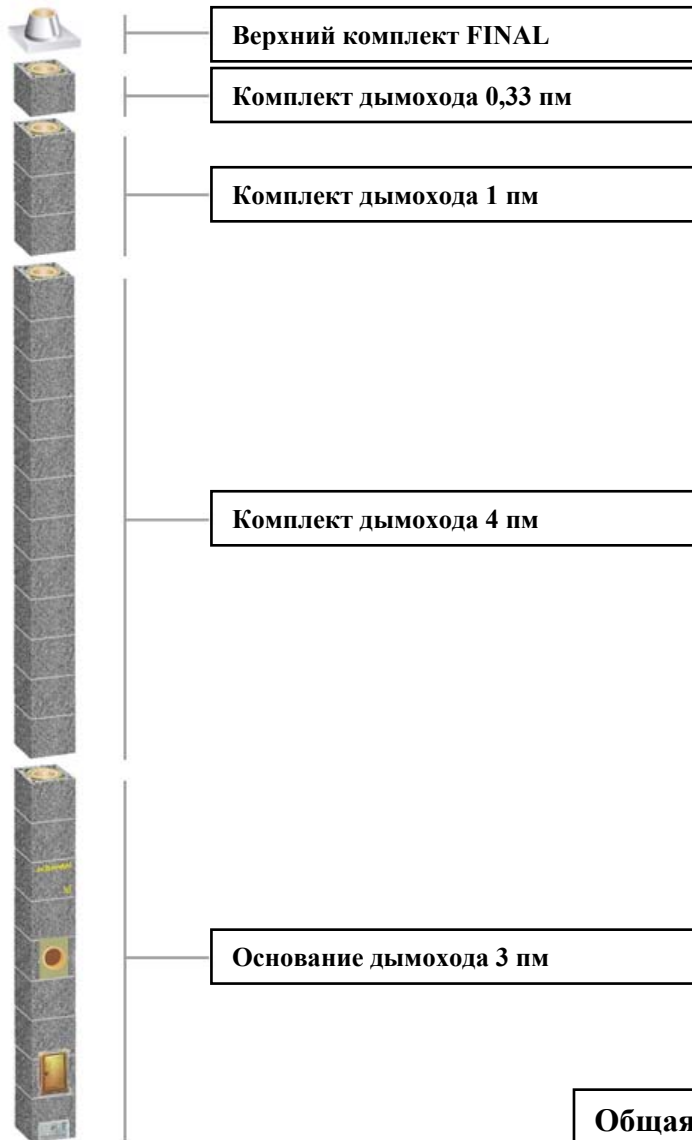 Верхний комплект FINAL
Комплект дымохода 0,33 пм
Комплект дымохода 1 пм
Комплект дымохода 4 пм
Основание дымохода 3 пм
Общая